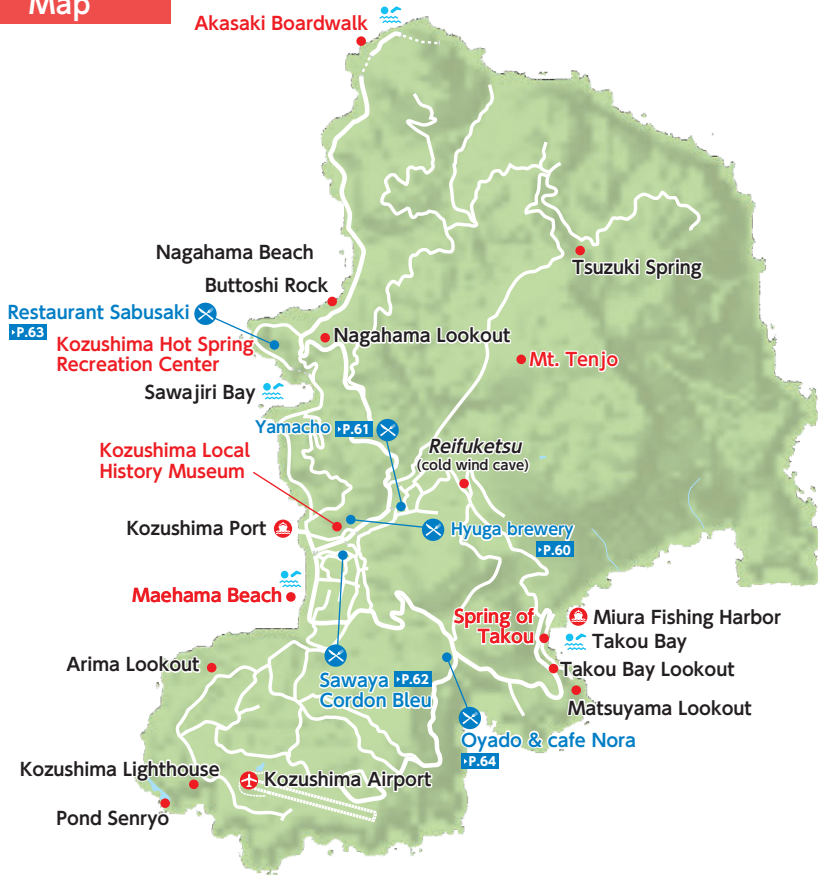 Map
Akasaki Boardwalk
Tsuzuki Spring
Nagahama Beach
Buttoshi Rock
Restaurant Sabusaki
P.63
Nagahama Lookout
Kozushima Hot Spring
Recreation Center
Mt. Tenjo
Sawajiri Bay
Yamacho P.61
Reifuketsu
(cold wind cave)
Kozushima Local
History Museum
Kozushima Port
Hyuga brewery
P.60
Maehama Beach
Spring of
Takou
Miura Fishing Harbor
Takou Bay
Arima Lookout
Takou Bay Lookout
Sawaya P.62
Cordon Bleu
Matsuyama Lookout
Oyado & cafe Nora
P.64
Kozushima Lighthouse
Kozushima Airport
Pond Senryo